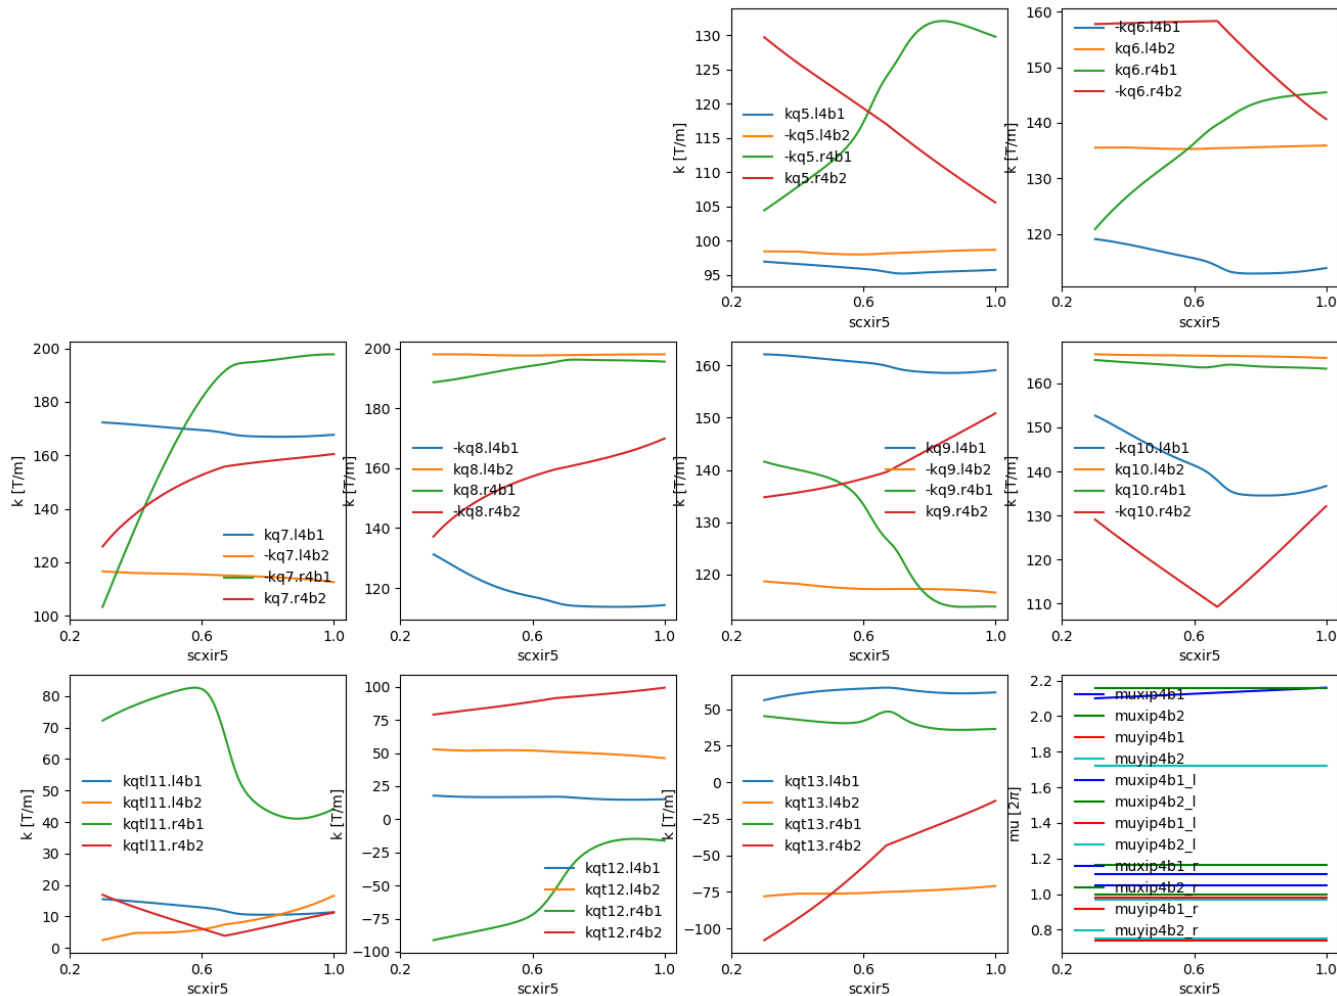 130
125
120
115
110
105
100
95
k [T/m]
kq5.l4b1
-kq5.l4b2
-kq5.r4b1
kq5.r4b2
0.2
0.6
1.0
scxir5
160
150
140
130
120
k [T/m]
-kq6.l4b1
kq6.l4b2
kq6.r4b1
-kq6.r4b2
0.2
0.6
1.0
scxir5
200
180
160
140
120
100
k [T/m]
kq7.l4b1
-kq7.l4b2
-kq7.r4b1
kq7.r4b2
0.2
0.6
1.0
scxir5
200
180
160
140
120
k [T/m]
-kq8.l4b1
kq8.l4b2
kq8.r4b1
-kq8.r4b2
0.2
0.6
1.0
scxir5
160
150
140
130
120
k [T/m]
kq9.l4b1
-kq9.l4b2
-kq9.r4b1
kq9.r4b2
0.2
0.6
1.0
scxir5
160
150
140
130
120
110
k [T/m]
-kq10.l4b1
kq10.l4b2
kq10.r4b1
-kq10.r4b2
0.2
0.6
1.0
scxir5
80
70
60
50
40
30
20
10
0
k [T/m]
kqtl11.l4b1
kqtl11.l4b2
kqtl11.r4b1
kqtl11.r4b2
0.2
0.6
1.0
scxir5
100
75
50
25
0
−25
−50
−75
−100
k [T/m]
kqt12.l4b1
kqt12.l4b2
kqt12.r4b1
kqt12.r4b2
0.2
0.6
1.0
scxir5
50
25
0
−25
−50
−75
−100
k [T/m]
kqt13.l4b1
kqt13.l4b2
kqt13.r4b1
kqt13.r4b2
0.2
0.6
1.0
scxir5
2.2
2.0
1.8
1.6
1.4
1.2
1.0
0.8
mu [2π]
muxip4b1
muxip4b2
muyip4b1
muyip4b2
muxip4b1_l
muxip4b2_l
muyip4b1_l
muyip4b2_l
muxip4b1_r
muxip4b2_r
muyip4b1_r
muyip4b2_r
0.2
0.6
1.0
scxir5